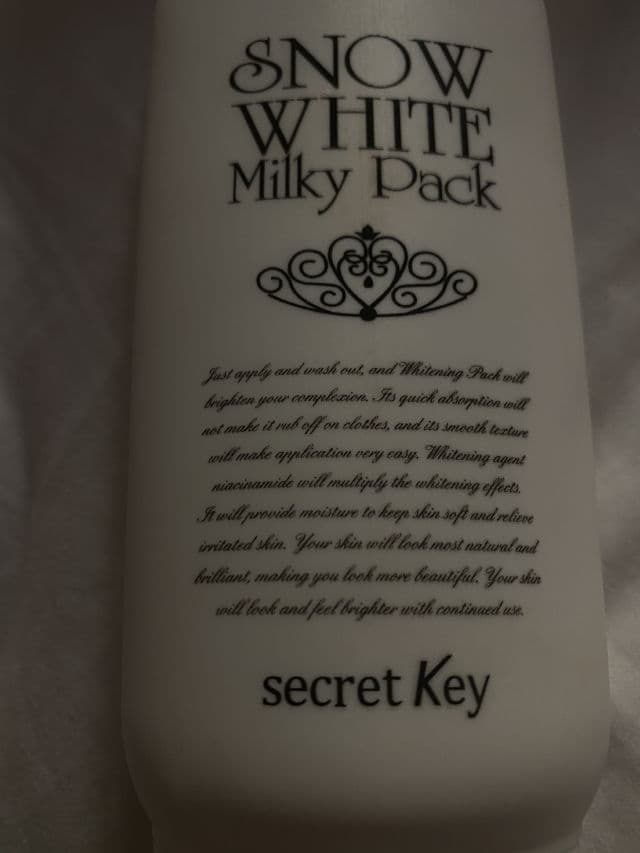 SNOW
WHITE
Milky Pack
Just apply and wash out, and Whitening Pack will
brighten your complexion. Its quick absorption will
not make it rub off on clothes, and its smooth texture
will make application very easy. Whitening agent
niacinamide will multiply the whitening effects.
It will provide moisture to keep skin soft and relieve
irritated skin. Your skin will look most natural and
brilliant, making you look more beautiful. Your skin
will look and feel brighter with continued use.
secret Key